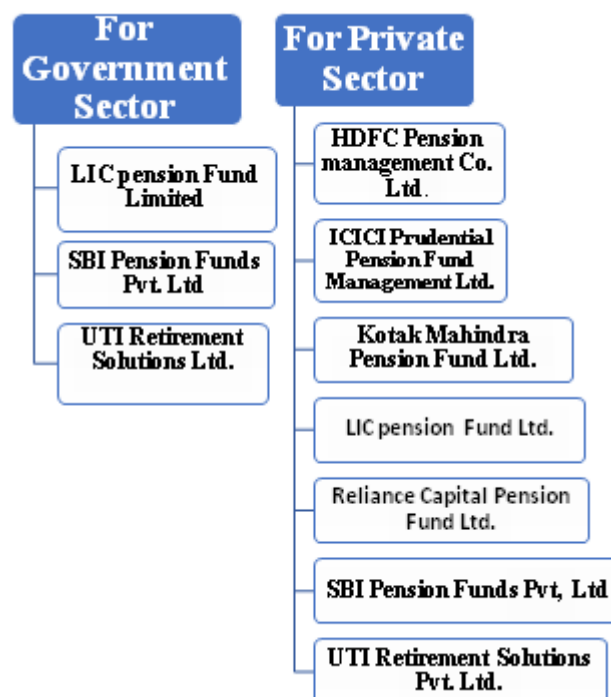 For
Government
Sector
LIC pension Fund
Limited
SBI Pension Funds
Pvt. Ltd
UTI Retirement
Solutions Ltd.
For Private
Sector
HDFC Pension
management Co.
Ltd.
ICICI Prudential
Pension Fund
Management Ltd.
Kotak Mahindra
Pension Fund Ltd.
LIC pension Fund Ltd.
Reliance Capital Pension
Fund Ltd.
SBI Pension Funds Pvt, Ltd
UTI Retirement Solutions
Pvt. Ltd.